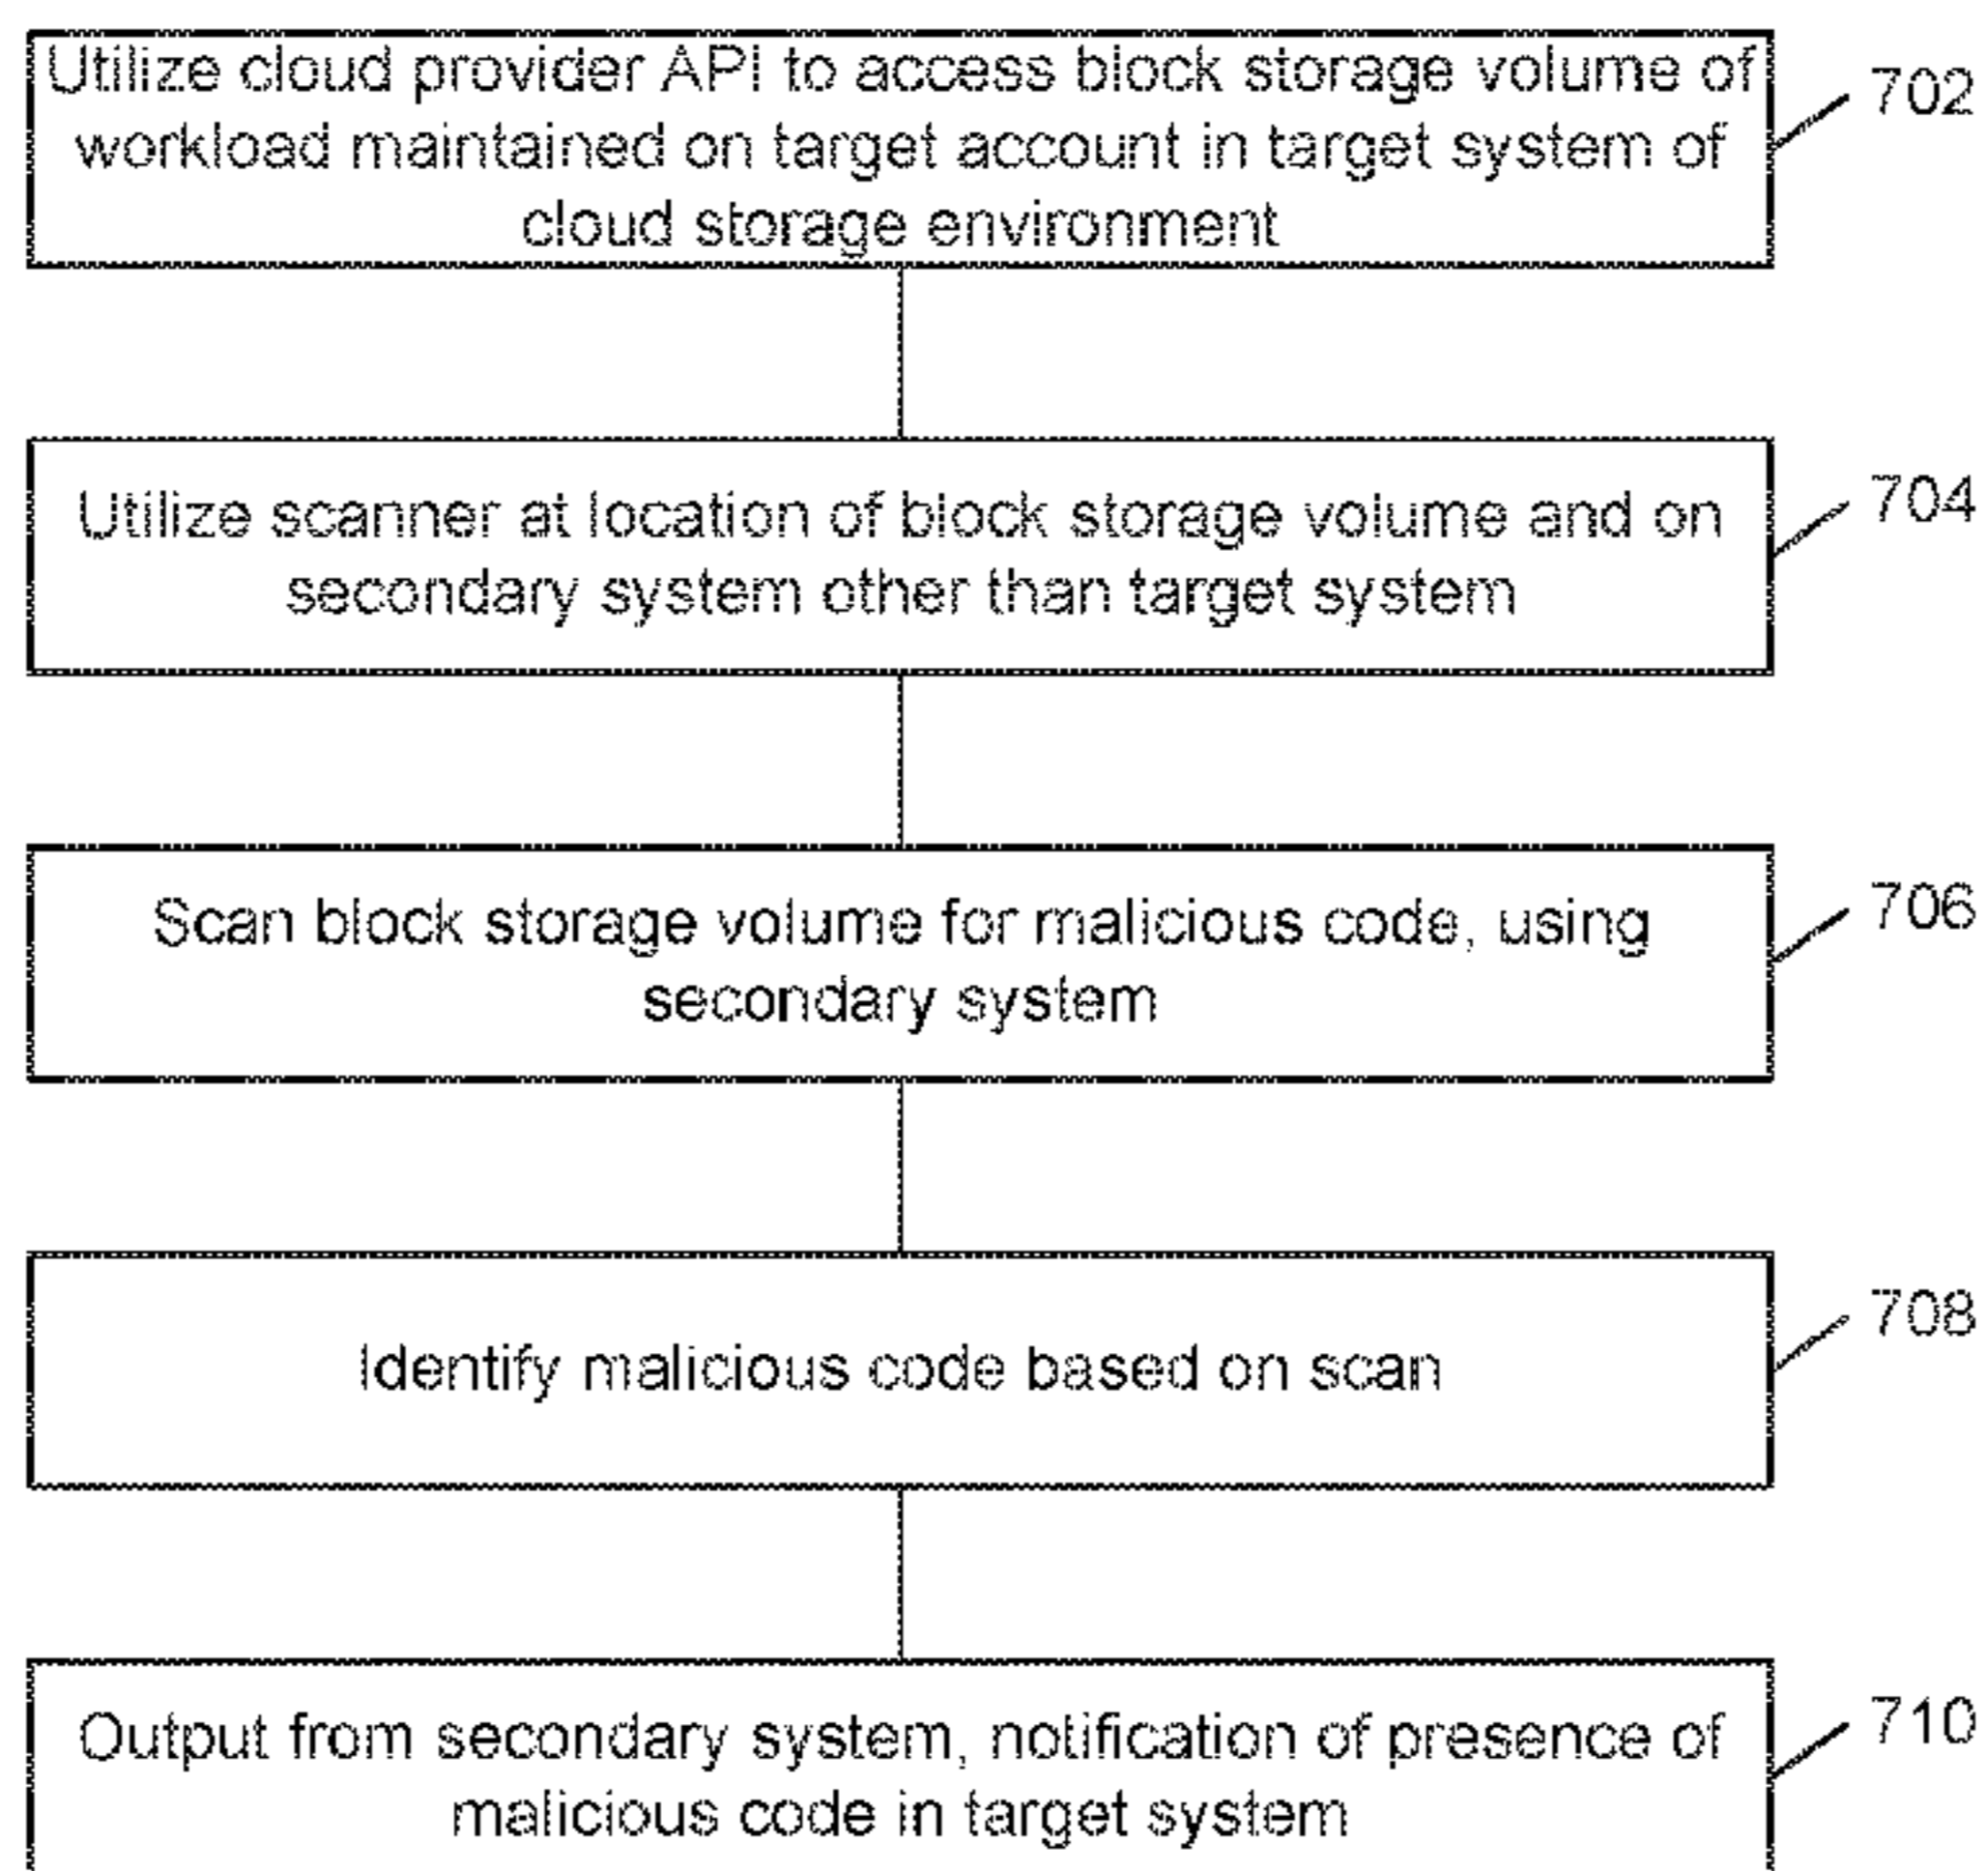 Utilize cloud provider API to access block storage volume of
workload maintained on target account in target system of
cloud storage environment
702
Utilize scanner at location of block storage volume and on
secondary system other than target system
704
Scan block storage volume for malicious code, using
secondary system
706
Identify malicious code based on scan
708
Output from secondary system, notification of presence of
malicious code in target system
710